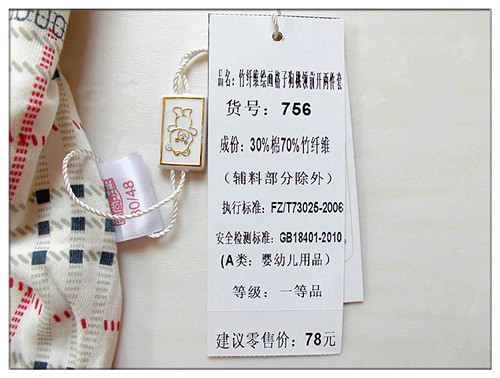 品名：竹纤维绘画格子狗横领前开两件套
货号：756
成份：30%棉70%竹纤维
（辅料部分除外）
执行标准：FZ/T73025-2006
安全检测标准：GB18401-2010
(A类：婴幼儿用品）
等级：一等品
建议零售价：78元
80/48